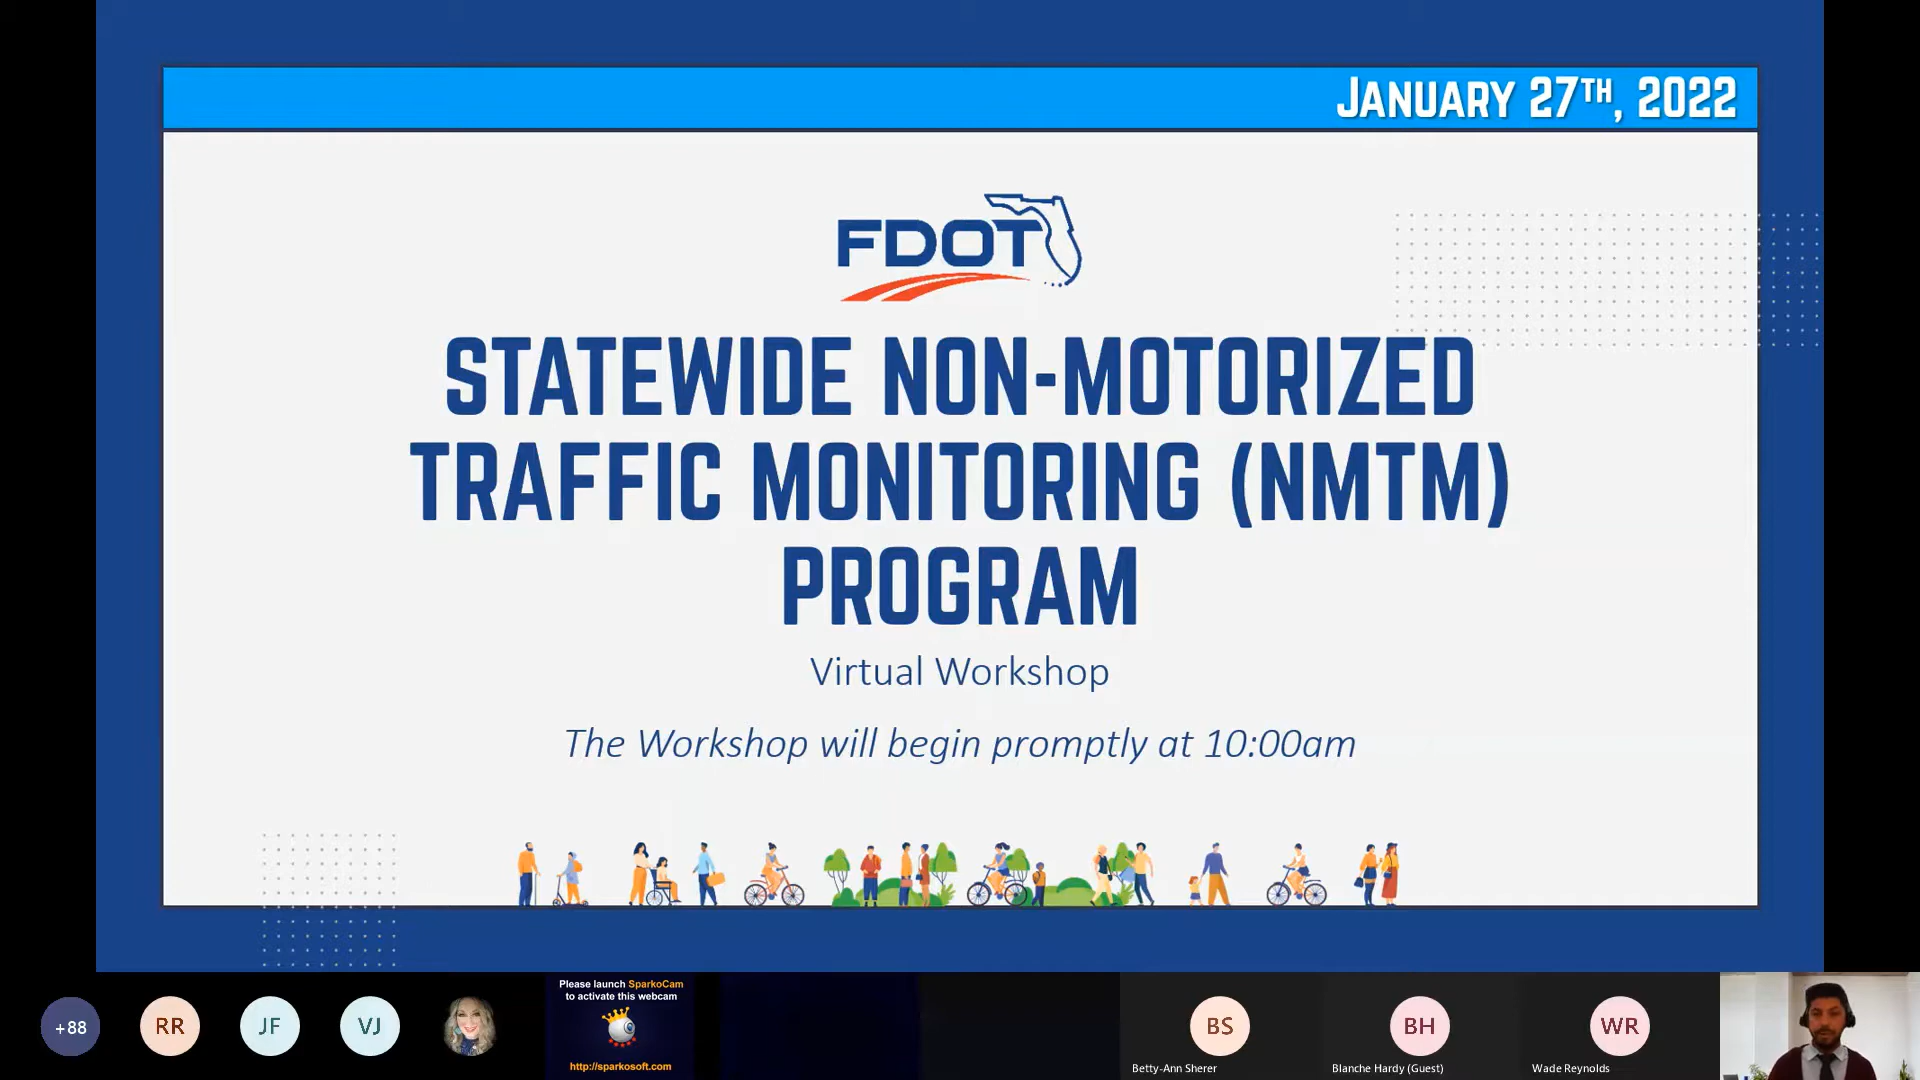 JANUARY 27TH, 2022
FDOT
STATEWIDE NON-MOTORIZED
TRAFFIC MONITORING (NMTM)
PROGRAM
Virtual Workshop
The Workshop will begin promptly at 10:00am
+88
RR
JF
VJ
Please launch SparkoCam
to activate this webcam
http://sparkosoft.com
BS
Betty-Ann Sherer
BH
Blanche Hardy (Guest)
WR
Wade Reynolds